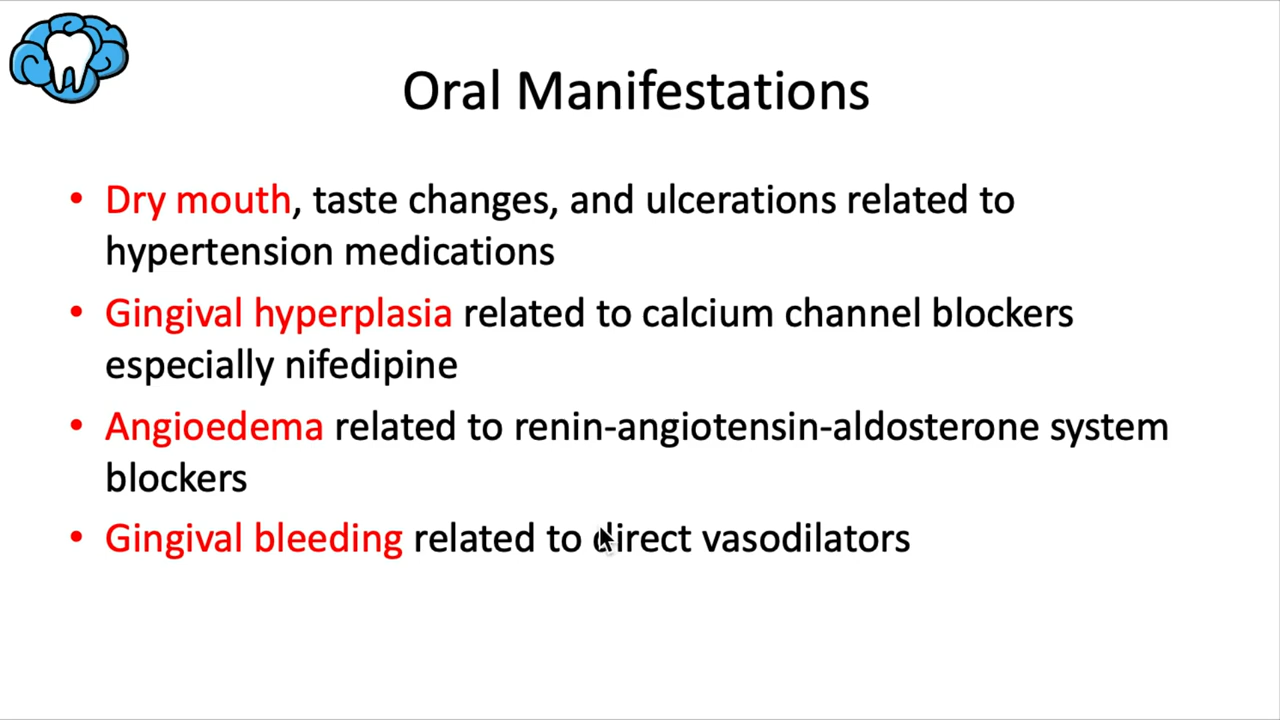 Oral Manifestations
• Dry mouth, taste changes, and ulcerations related to
hypertension medications
• Gingival hyperplasia related to calcium channel blockers
especially nifedipine
• Angioedema related to renin-angiotensin-aldosterone system
blockers
• Gingival bleeding related to direct vasodilators